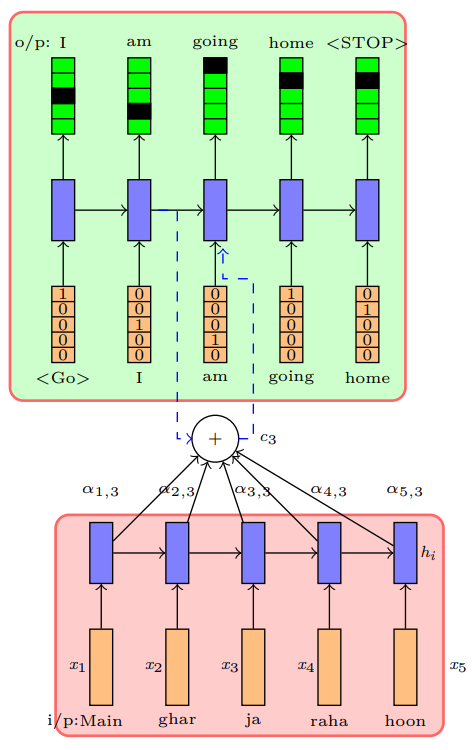 o/p: I am going home <STOP>
1 0 0 1 0
0 0 0 0 1
0 1 0 0 0
0 0 1 0 0
0 0 0 0 0
<Go> I am going home
+ c₃
α₁,₃ α₂,₃ α₃,₃ α₄,₃ α₅,₃
hᵢ
x₁ x₂ x₃ x₄ x₅
i/p:Main ghar ja raha hoon